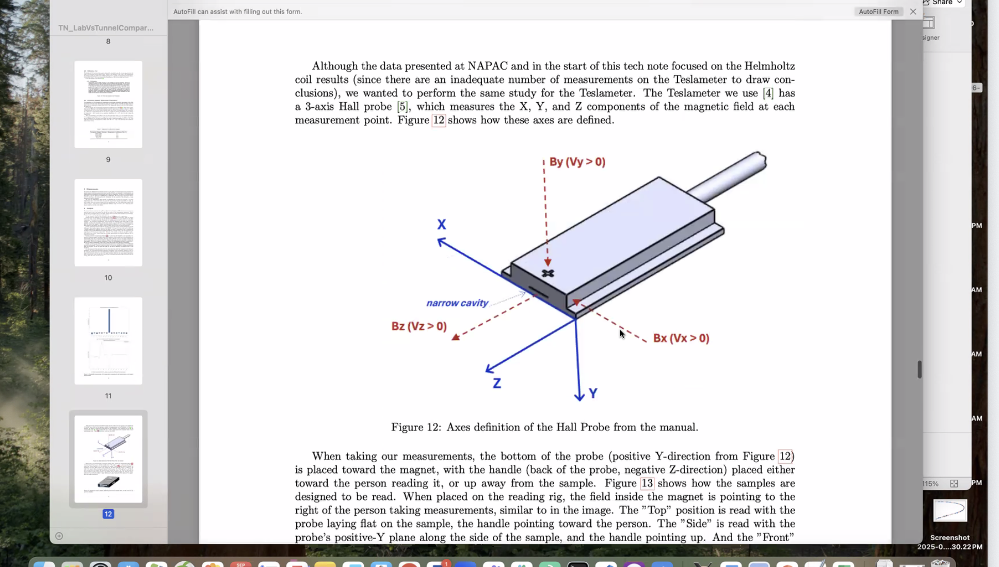 Share
AutoFill can assist with filling out this form.
AutoFill Form
TN_LabVsTunnelCompar...
signer
8
Although the data presented at NAPAC and in the start of this tech note focused on the Helmholtz
coil results (since there are an inadequate number of measurements on the Teslameter to draw con-
clusions), we wanted to perform the same study for the Teslameter. The Teslameter we use [4] has
a 3-axis Hall probe [5], which measures the X, Y, and Z components of the magnetic field at each
measurement point. Figure 12 shows how these axes are defined.
6-
9
By (Vy > 0)
X
PM
10
AM
narrow cavity
Bz (Vz > 0)
Bx (Vx > 0)
AM
Z
Y
11
AM
Figure 12: Axes definition of the Hall Probe from the manual.
When taking our measurements, the bottom of the probe (positive Y-direction from Figure 12)
is placed toward the magnet, with the handle (back of the probe, negative Z-direction) placed either
toward the person reading it, or up away from the sample. Figure 13 shows how the samples are
designed to be read. When placed on the reading rig, the field inside the magnet is pointing to the
right of the person taking measurements, similar to in the image. The "Top" position is read with the
probe laying flat on the sample, the handle pointing toward the person. The "Side" is read with the
probe's positive-Y plane along the side of the sample, and the handle pointing up. And the "Front"
115%
PM
12
Screenshot
2025-0....30.22 PM
SEP
1